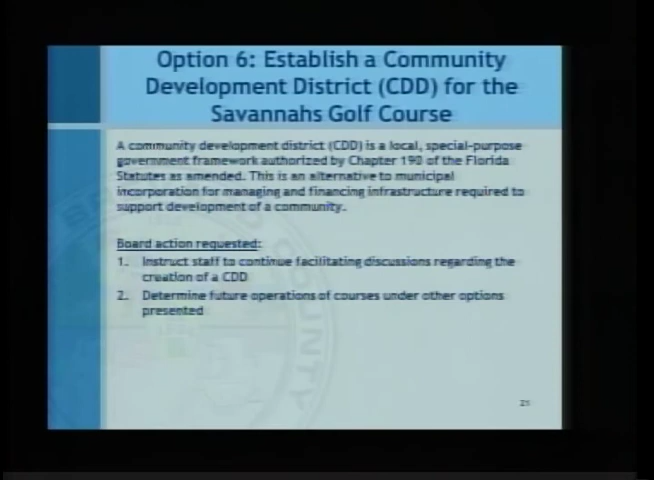 Option 6: Establish a Community
Development District (CDD) for the
Savannahs Golf Course
A community development district (CDD) is a local, special-purpose
government framework authorized by Chapter 190 of the Florida
Statutes as amended. This is an alternative to municipal
incorporation for managing and financing infrastructure required to
support development of a community.
Board action requested:
1. Instruct staff to continue facilitating discussions regarding the
creation of a CDD
2. Determine future operations of courses under other options
presented
COUNTY
21